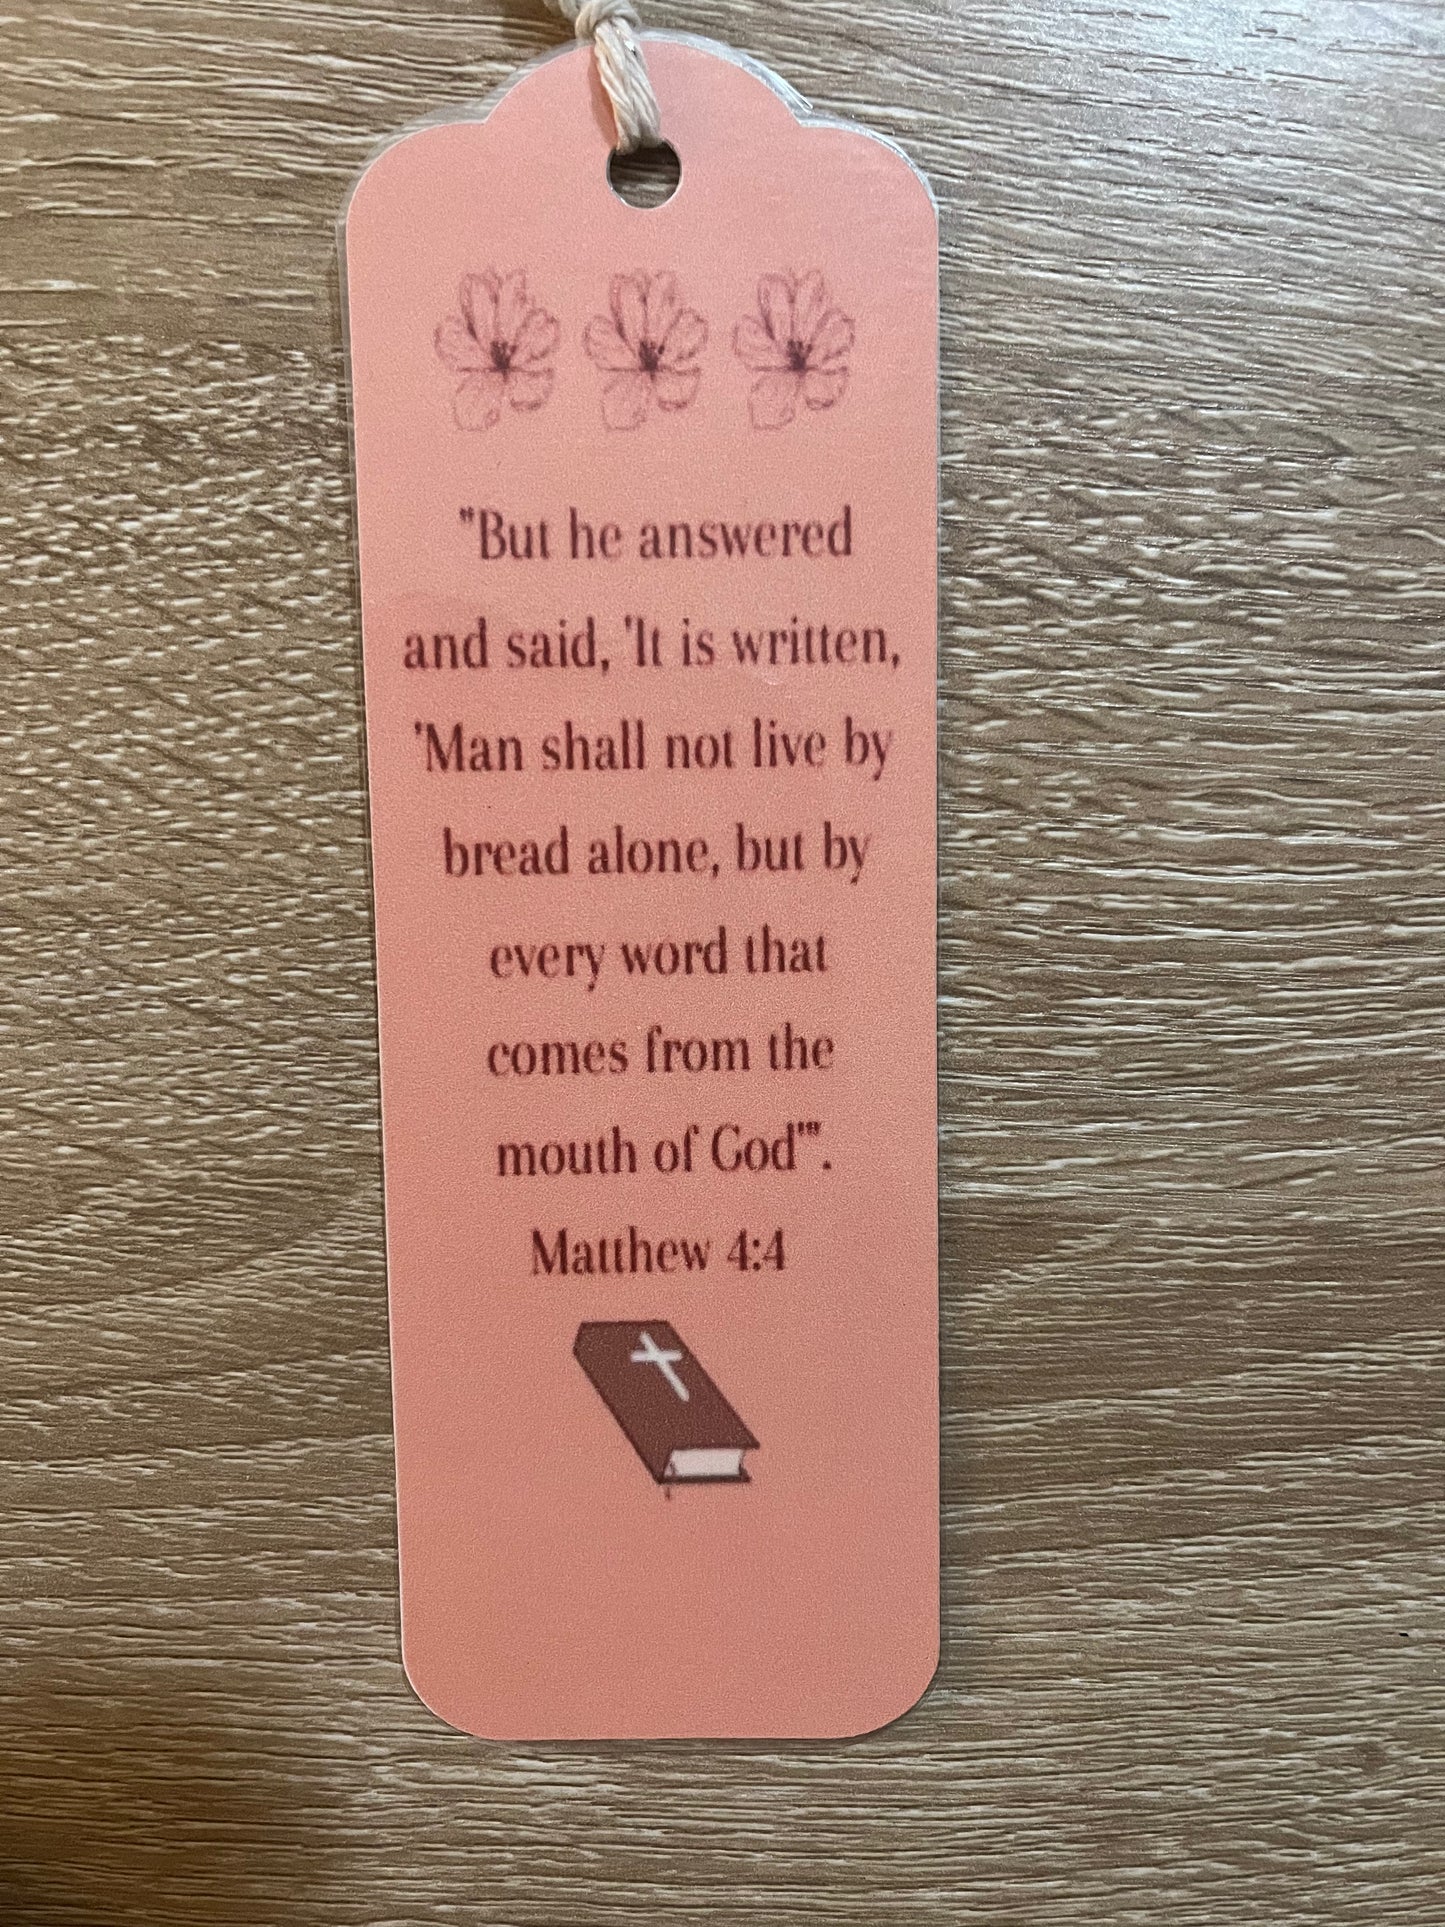 "But he answered
and said, 'It is written,
'Man shall not live by
bread alone, but by
every word that
comes from the
mouth of God'".
Matthew 4:4